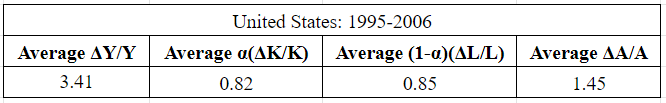 United States: 1995-2006
Average ΔY/Y Average α(ΔK/K) Average (1-α)(ΔL/L) Average ΔA/A
3.41 0.82 0.85 1.45